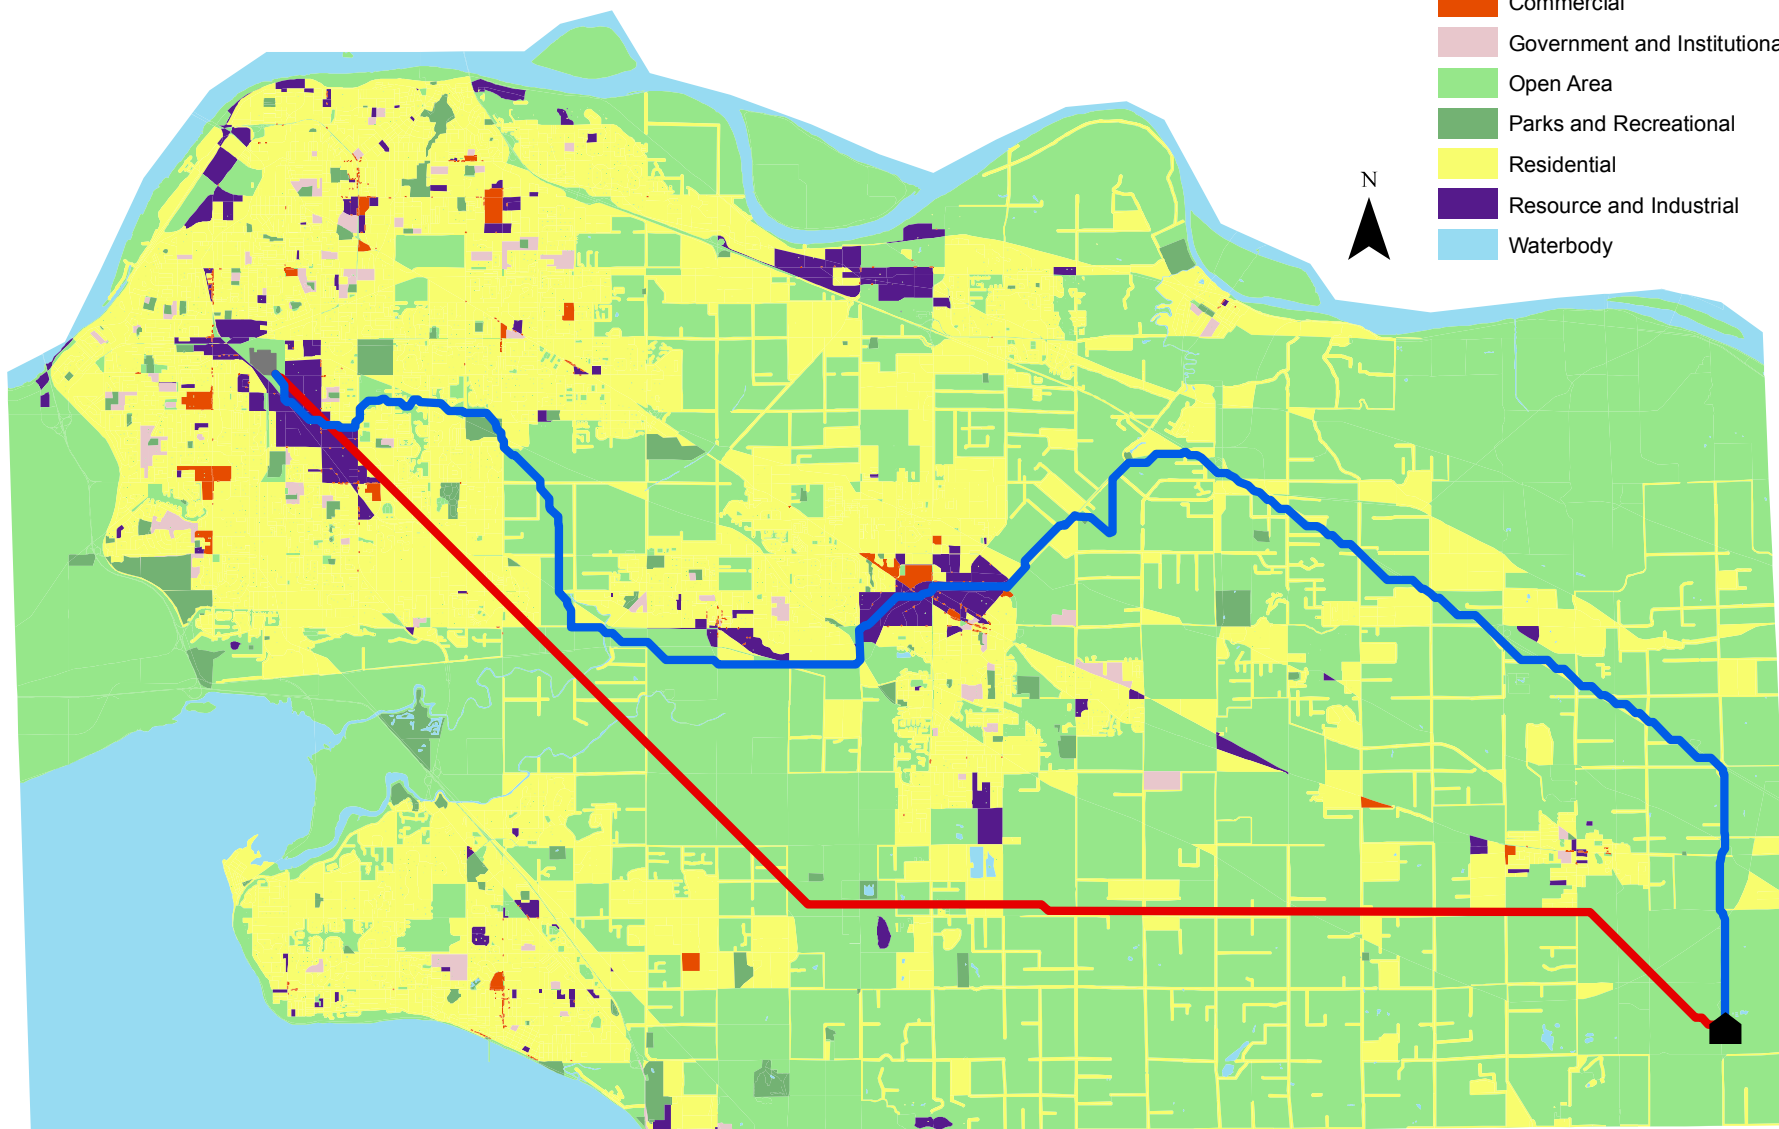 Commercial
Government and Institutiona
Open Area
Parks and Recreational
Residential
N
Resource and Industrial
Waterbody